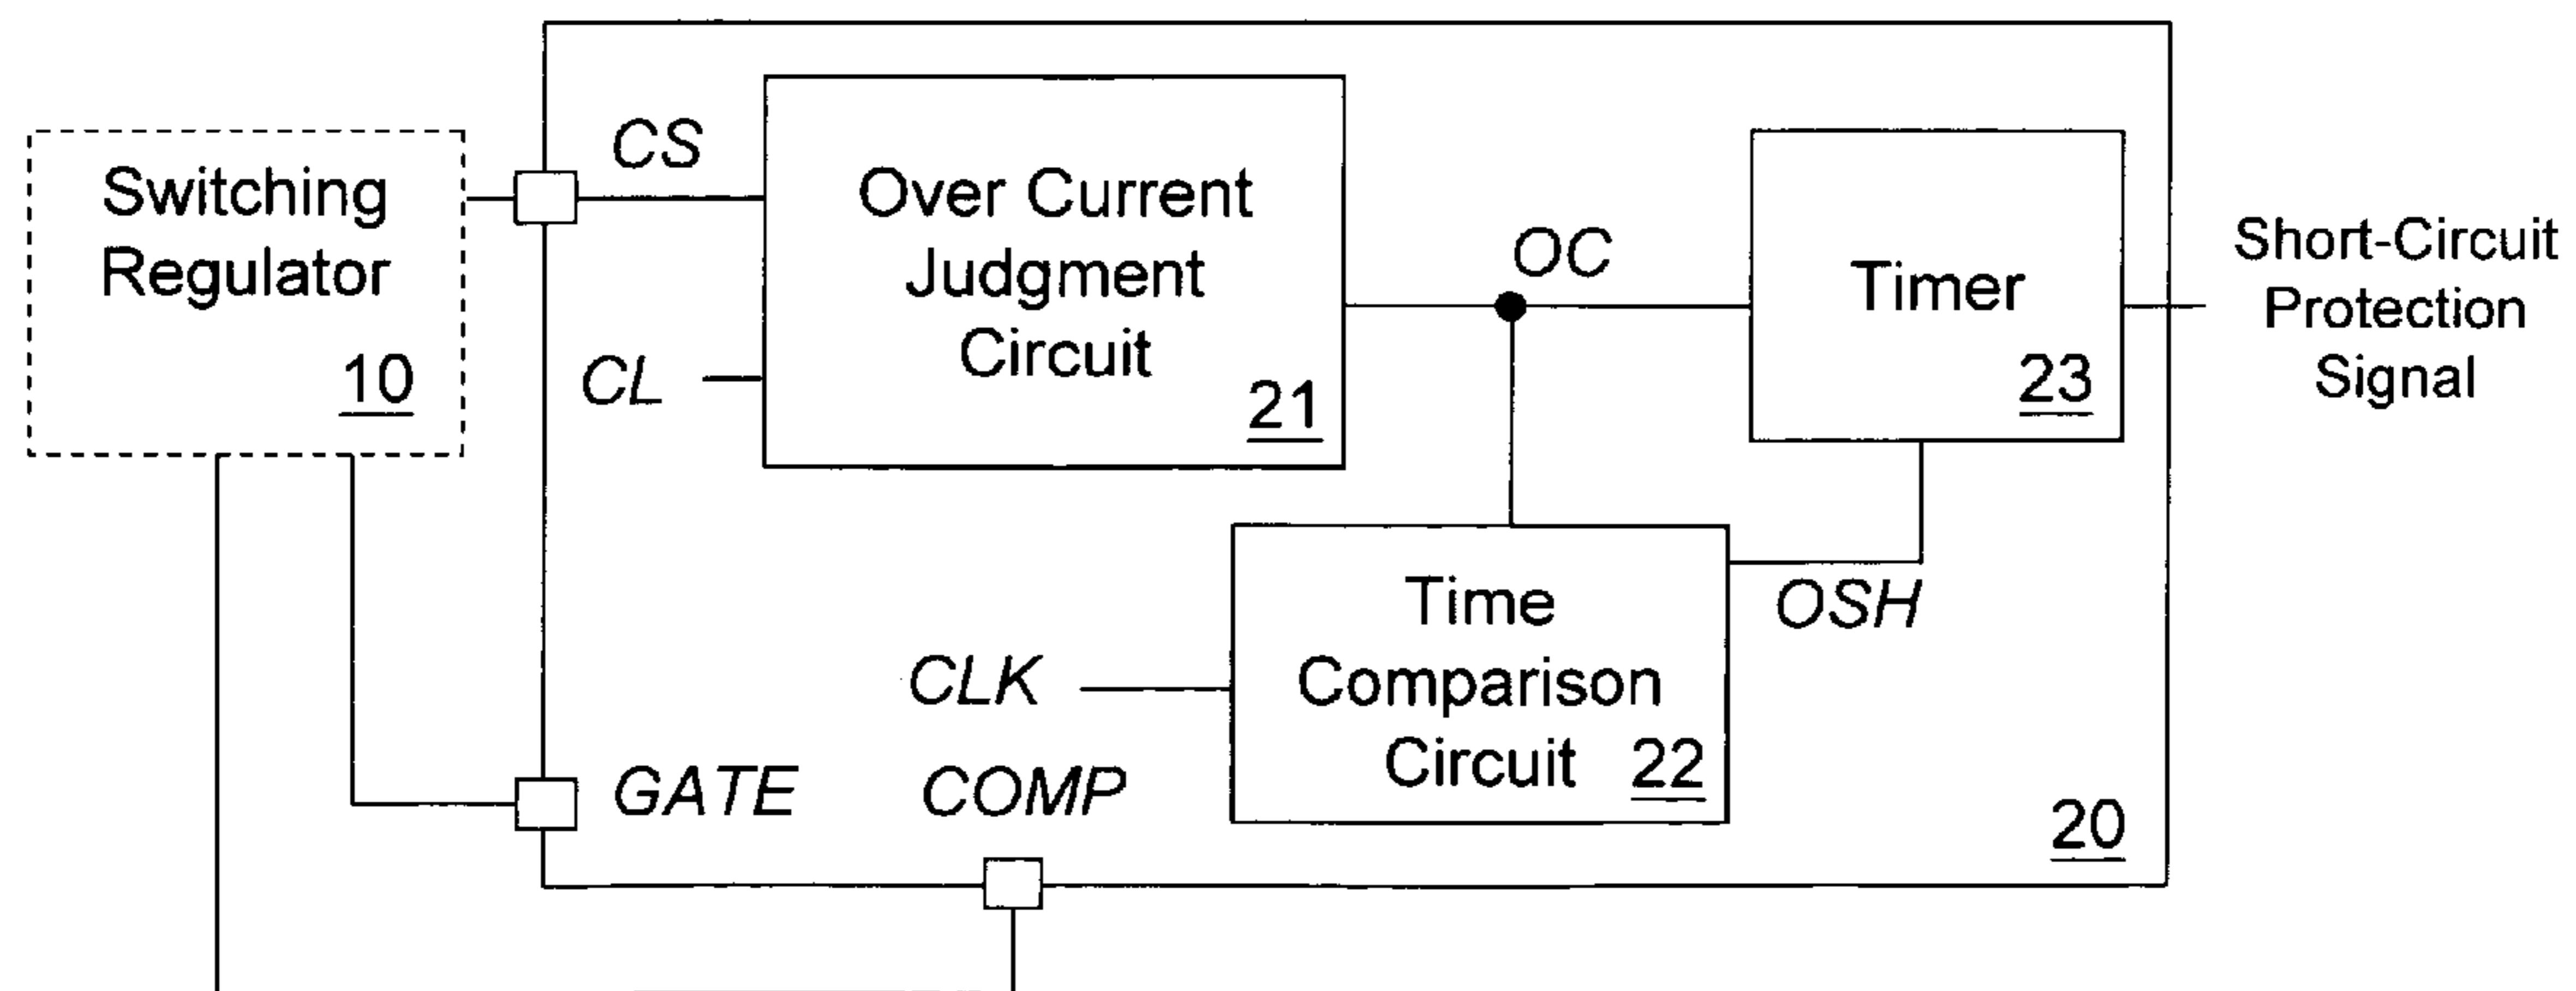 Switching
Regulator
10
CS
CL
Over Current
Judgment
Circuit
21
OC
Timer
23
Short-Circuit
Protection
Signal
OSH
CLK
Time
Comparison
Circuit 22
GATE
COMP
20